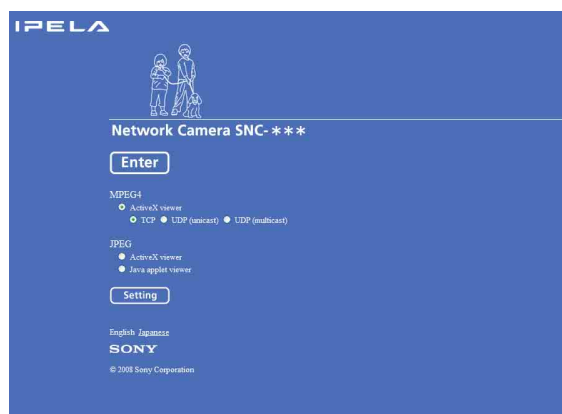 IPELA
Network Camera SNC-***
Enter
MPEG4
ActiveX viewer
TCP UDP (unicast) UDP (multicast)
JPEG
ActiveX viewer
Java applet viewer
Setting
English Japanese
SONY
© 2008 Sony Corporation